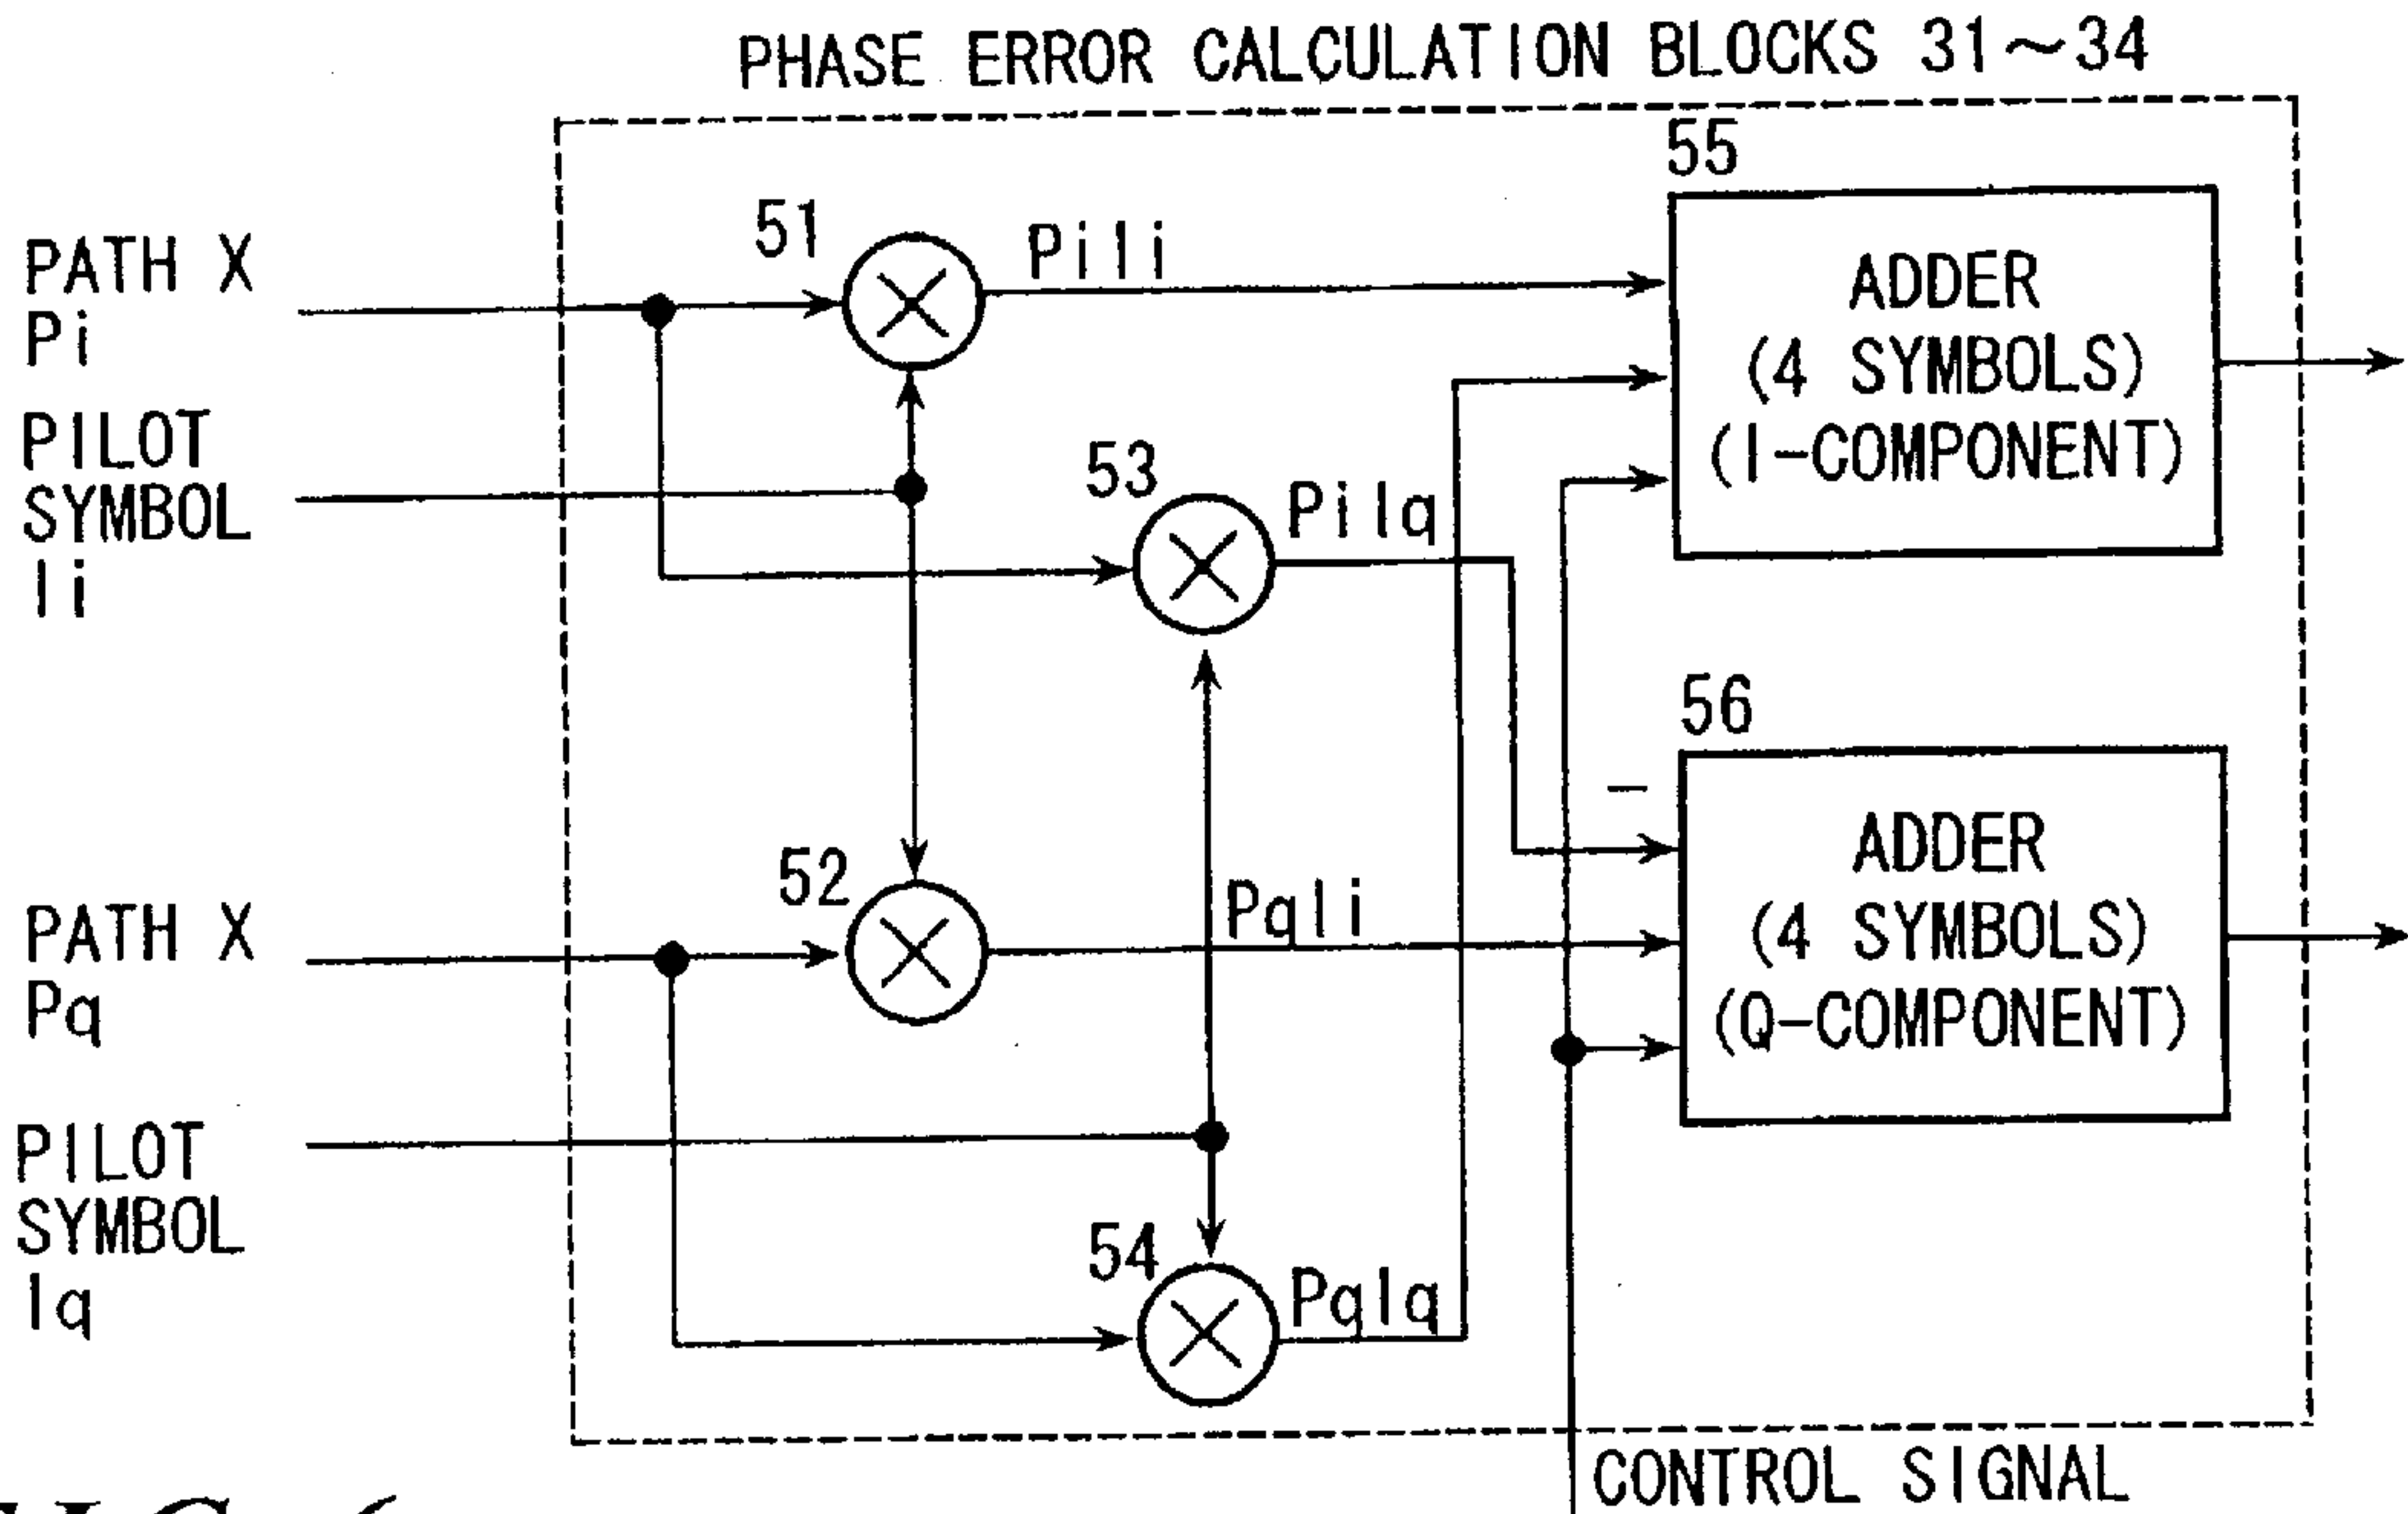 PHASE ERROR CALCULATION BLOCKS 31~34
55
51
PiIi
PATH X
Pi
ADDER
(4 SYMBOLS)
(I-COMPONENT)
PILOT
SYMBOL
Ii
53
PiIq
56
–
52
PqIi
ADDER
(4 SYMBOLS)
(Q-COMPONENT)
PATH X
Pq
PILOT
SYMBOL
Iq
54
PqIq
CONTROL SIGNAL